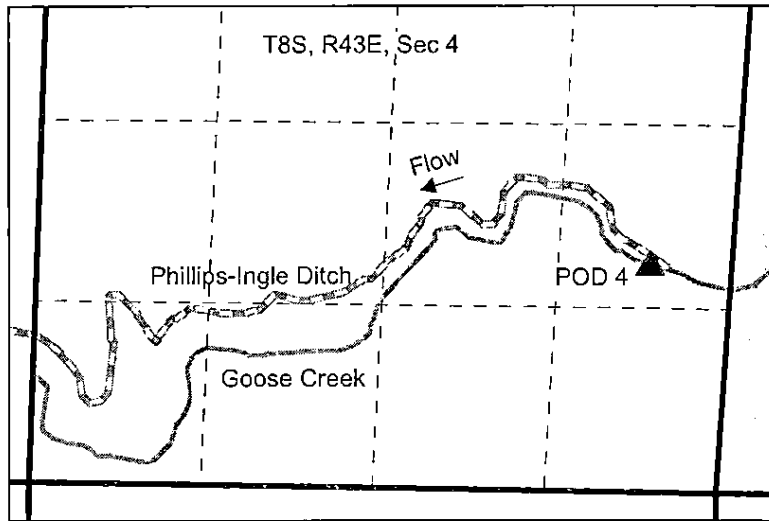 T8S, R43E, Sec 4
Flow
Phillips-Ingle Ditch
POD 4
Goose Creek